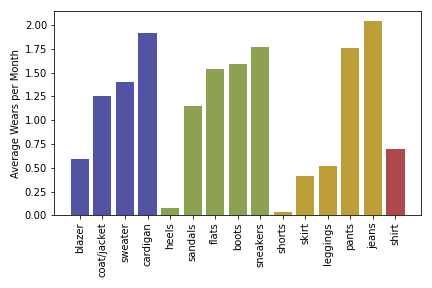 Average Wears per Month
2.00
1.75
1.50
1.25
1.00
0.75
0.50
0.25
0.00
blazer
coat/jacket
sweater
cardigan
heels
sandals
flats
boots
sneakers
shorts
skirt
leggings
pants
jeans
shirt